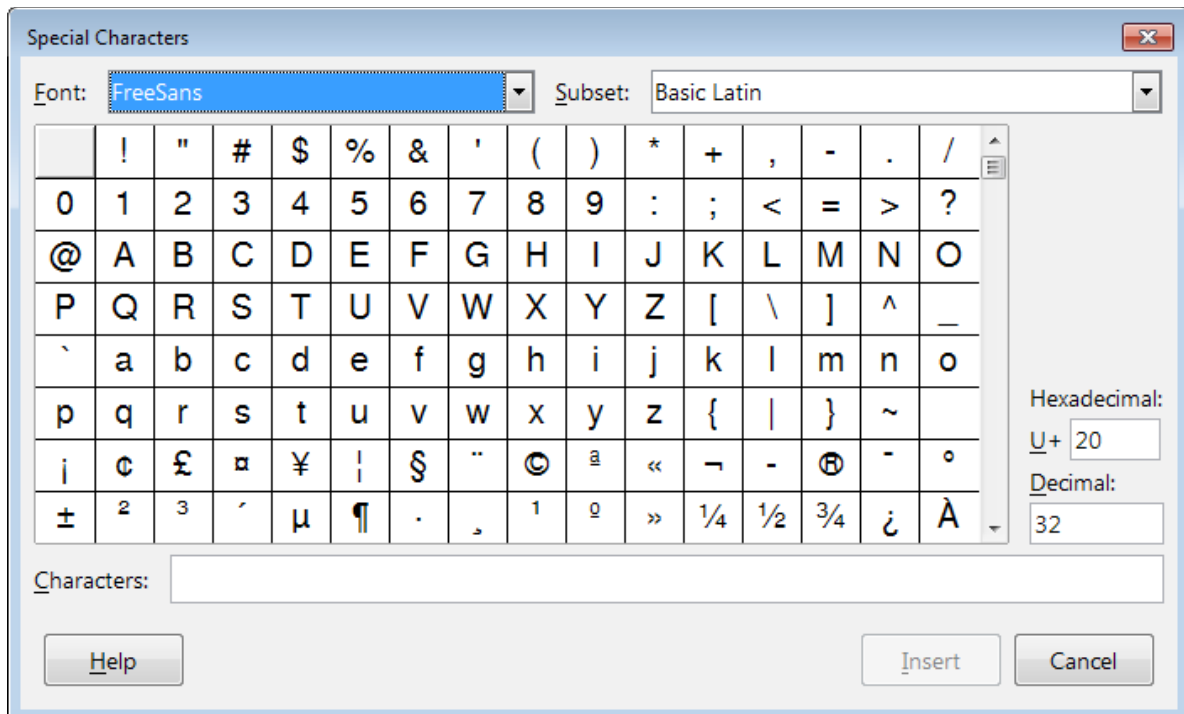 Special Characters
Font: FreeSans Subset: Basic Latin
! " # $ % & ' ( ) * + , - . /
0 1 2 3 4 5 6 7 8 9 : ; < = > ?
@ A B C D E F G H I J K L M N O
P Q R S T U V W X Y Z [ \ ] ^ _
` a b c d e f g h i j k l m n o
p q r s t u v w x y z { | } ~
¡ ¢ £ ¤ ¥ ¦ § ¨ © ª « ¬ - ® ¯ °
± ² ³ ´ µ ¶ · ¸ ¹ º » ¼ ½ ¾ ¿ À
Hexadecimal:
U+ 20
Decimal:
32
Characters:
Help Insert Cancel